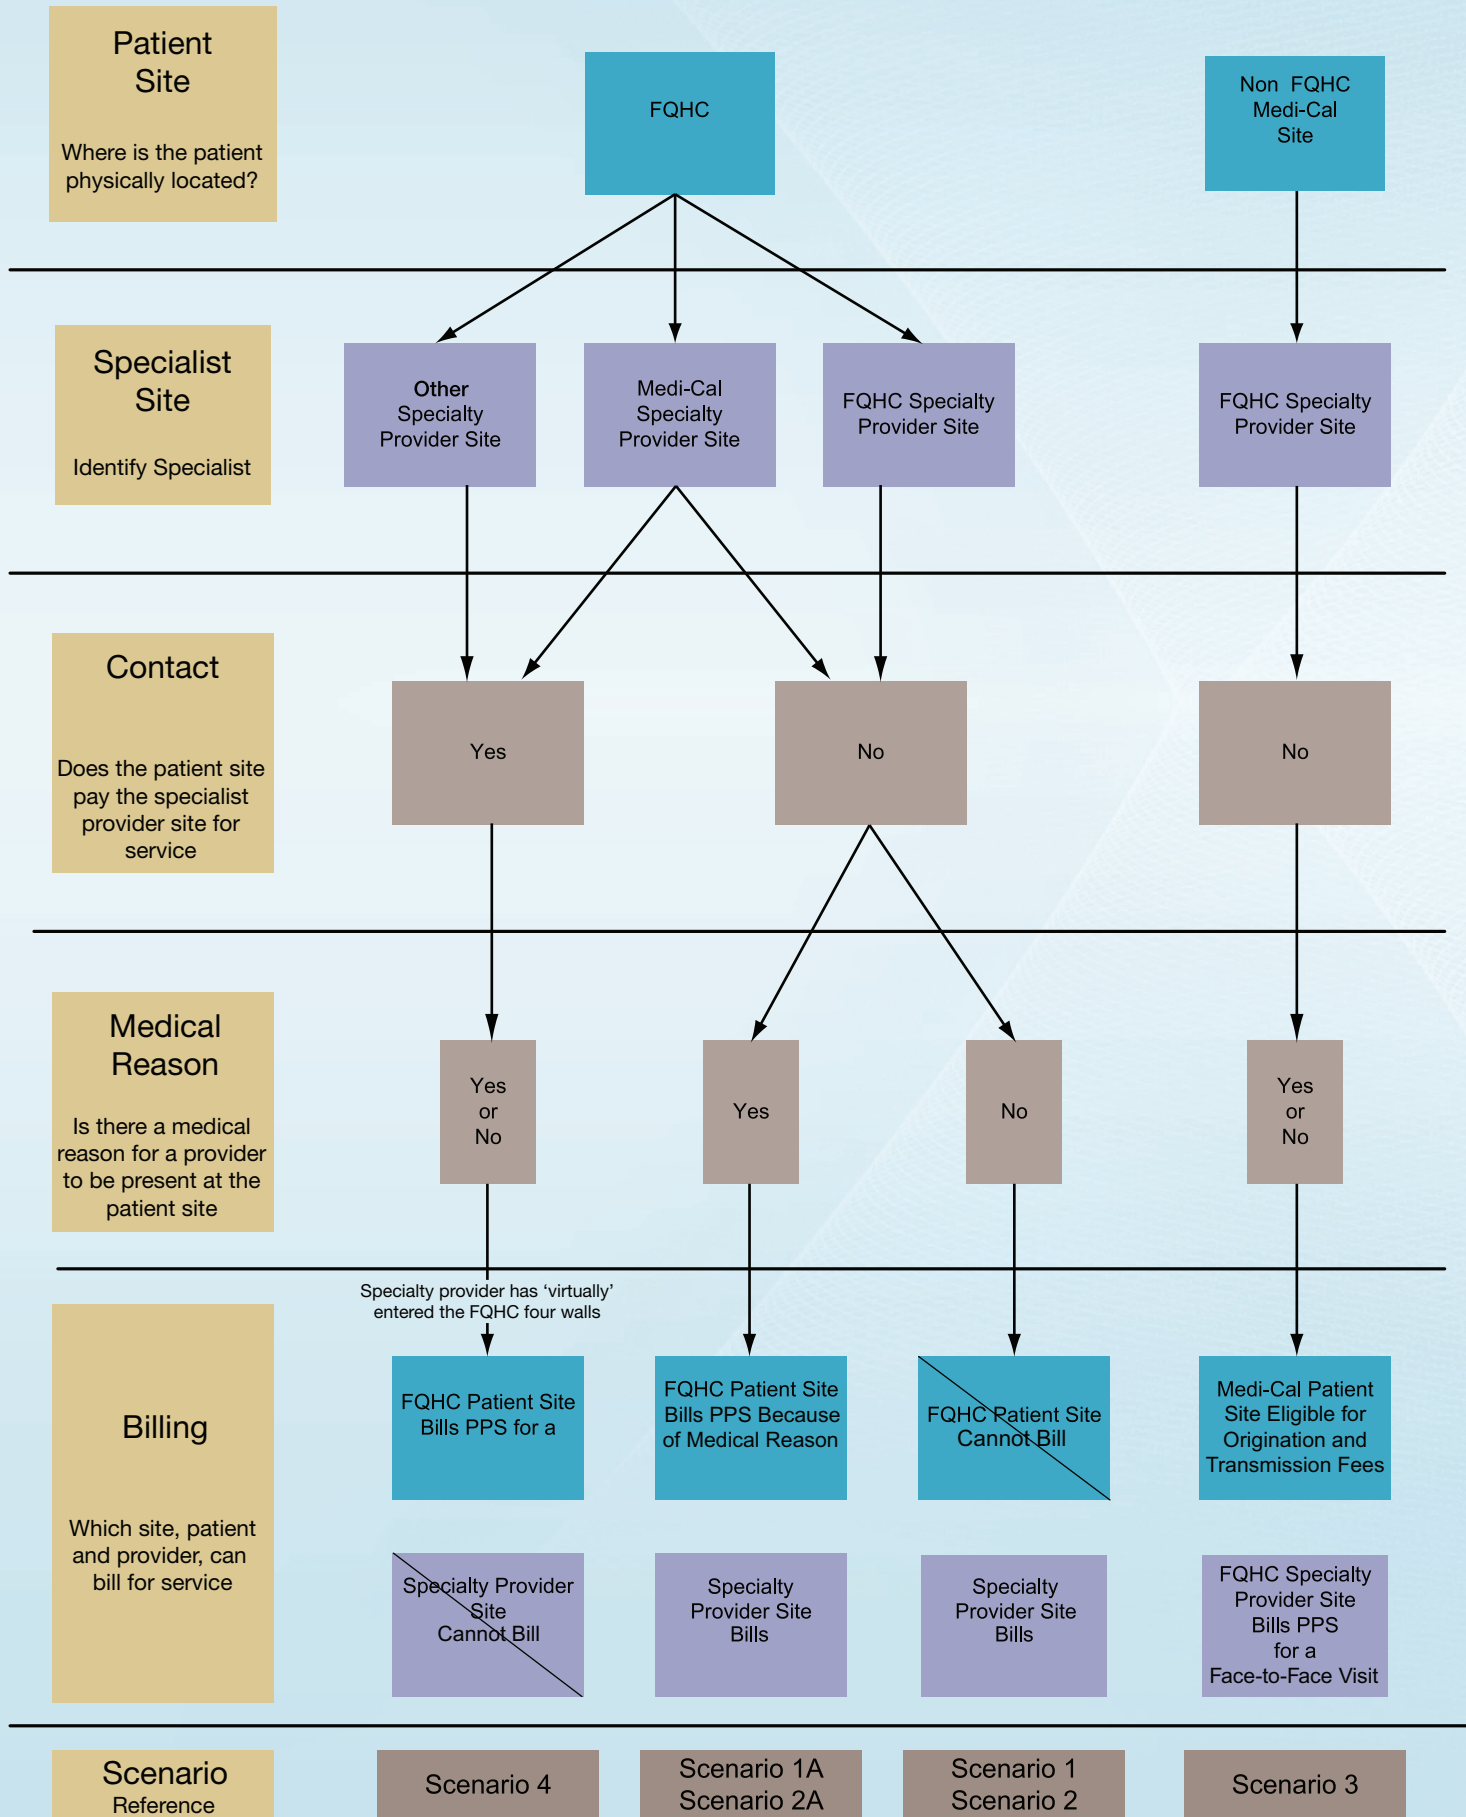 Patient
Site
Where is the patient
physically located?
FQHC
Non FQHC
Medi-Cal
Site
Specialist
Site
Identify Specialist
Other
Specialty
Provider Site
Medi-Cal
Specialty
Provider Site
FQHC Specialty
Provider Site
FQHC Specialty
Provider Site
Contact
Does the patient site
pay the specialist
provider site for
service
Yes
No
No
Medical
Reason
Is there a medical
reason for a provider
to be present at the
patient site
Yes
or
No
Yes
No
Yes
or
No
Specialty provider has ‘virtually’
entered the FQHC four walls
Billing
Which site, patient
and provider, can
bill for service
FQHC Patient Site
Bills PPS for a
FQHC Patient Site
Bills PPS Because
of Medical Reason
FQHC Patient Site
Cannot Bill
Medi-Cal Patient
Site Eligible for
Origination and
Transmission Fees
Specialty Provider
Site
Cannot Bill
Specialty
Provider Site
Bills
Specialty
Provider Site
Bills
FQHC Specialty
Provider Site
Bills PPS
for a
Face-to-Face Visit
Scenario
Reference
Scenario 4
Scenario 1A
Scenario 2A
Scenario 1
Scenario 2
Scenario 3